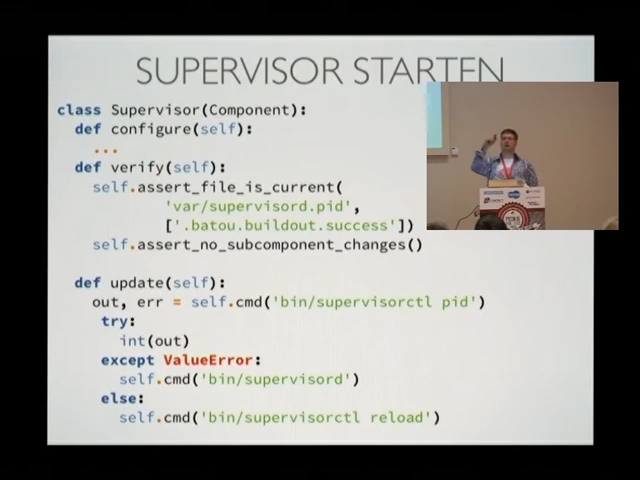 SUPERVISOR STARTEN
class Supervisor(Component):
def configure(self):
...
def verify(self):
self.assert_file_is_current(
'var/supervisord.pid',
['.batou.buildout.success'])
self.assert_no_subcomponent_changes()
def update(self):
out, err = self.cmd('bin/supervisorctl pid')
try:
int(out)
except ValueError:
self.cmd('bin/supervisord')
else:
self.cmd('bin/supervisorctl reload')